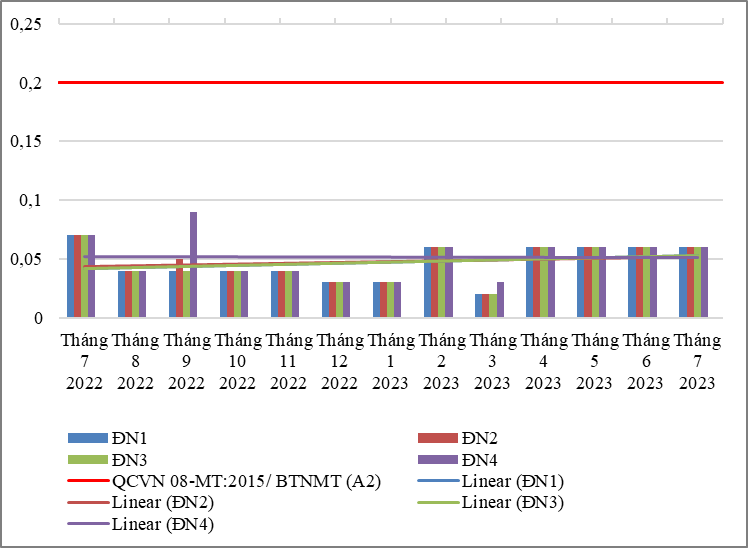 0,25
0,2
0,15
0,1
0,05
0
Tháng 7 2022
Tháng 8 2022
Tháng 9 2022
Tháng 10 2022
Tháng 11 2022
Tháng 12 2022
Tháng 1 2023
Tháng 2 2023
Tháng 3 2023
Tháng 4 2023
Tháng 5 2023
Tháng 6 2023
Tháng 7 2023
ĐN1
ĐN2
ĐN3
ĐN4
QCVN 08-MT:2015/ BTNMT (A2)
Linear (ĐN1)
Linear (ĐN2)
Linear (ĐN3)
Linear (ĐN4)